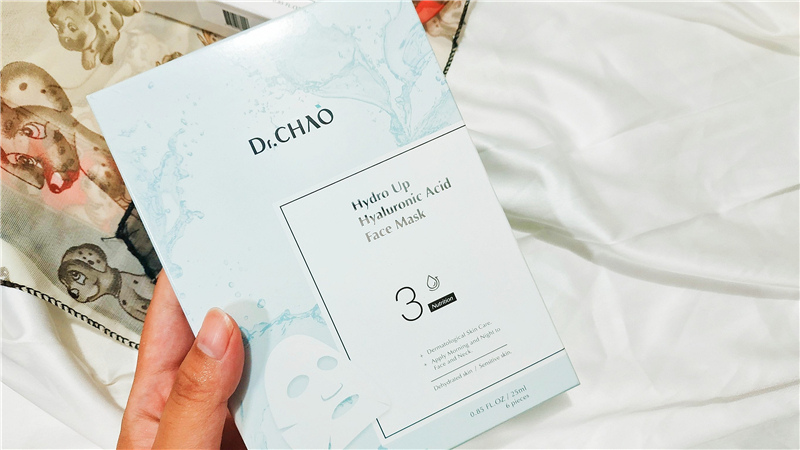 Dr.CHAO
Hydro Up
Hyaluronic Acid
Face Mask
3
Nutrition
• Dermatological Skin Care.
• Apply Morning and Night to
Face and Neck.
Dehydrated skin / Sensitive skin.
0.85 FL.OZ / 25ml
6 pieces